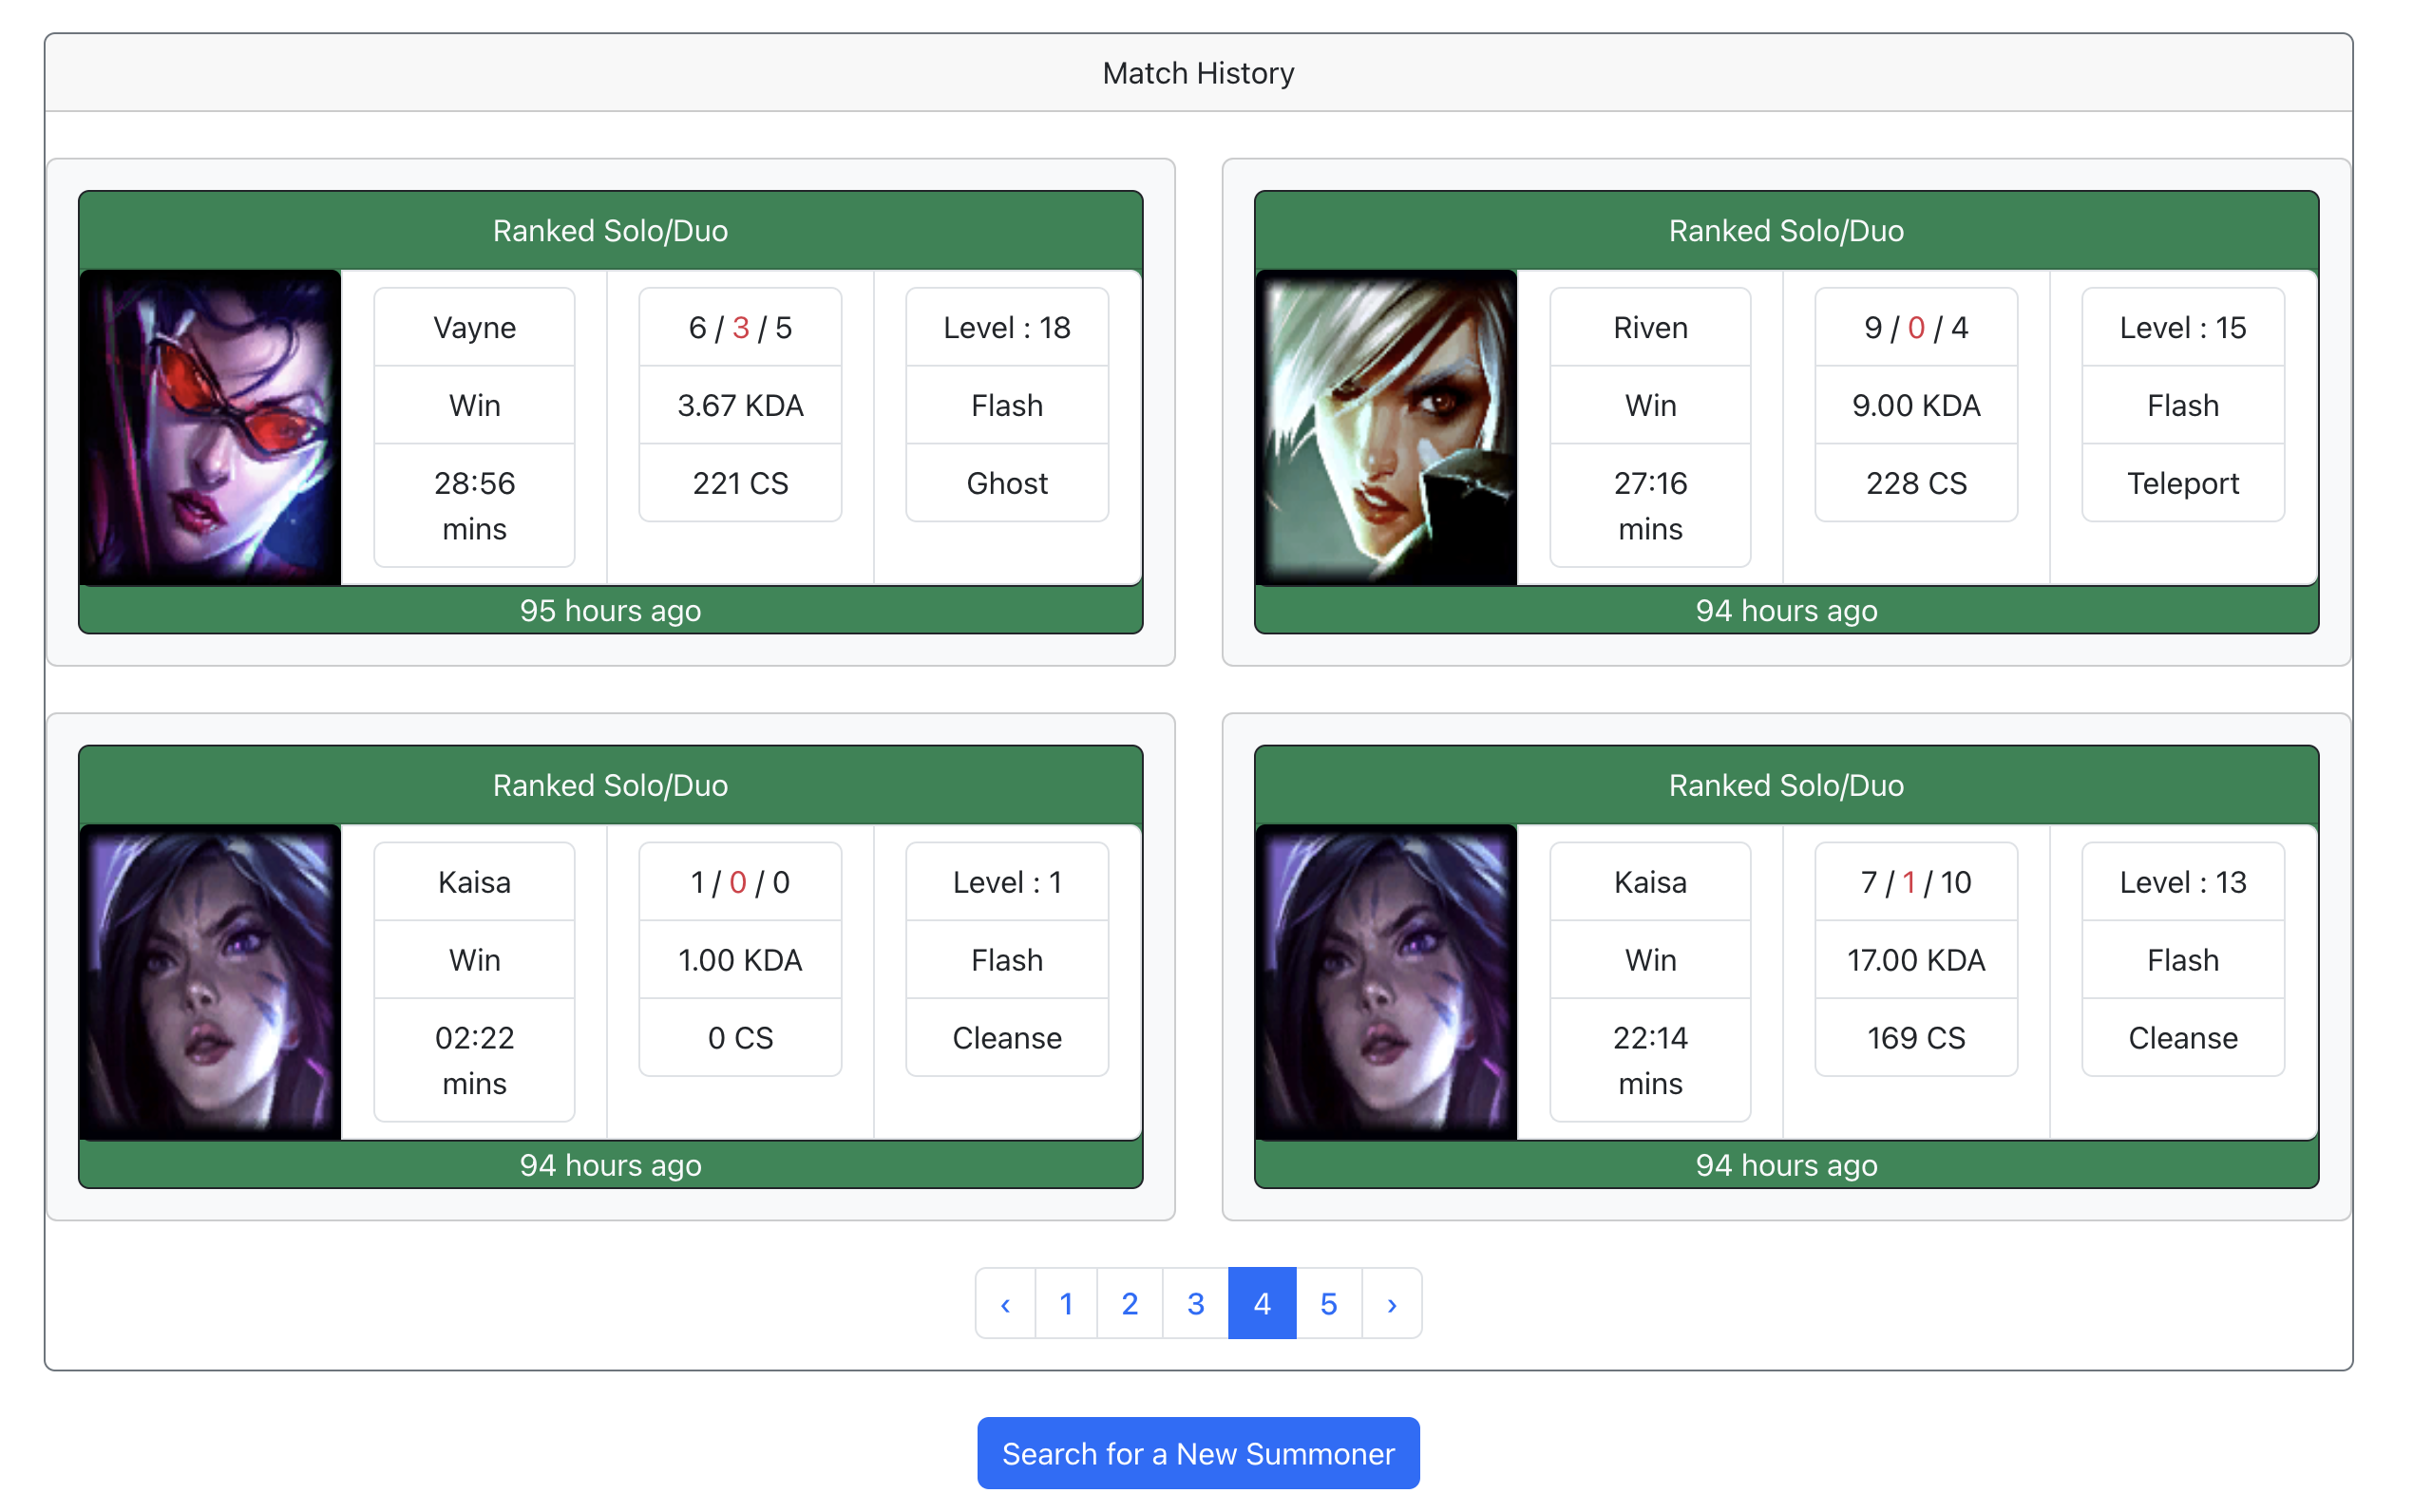 Match History
Ranked Solo/Duo
Vayne
Win
28:56
mins
6 / 3 / 5
3.67 KDA
221 CS
Level : 18
Flash
Ghost
95 hours ago
Ranked Solo/Duo
Riven
Win
27:16
mins
9 / 0 / 4
9.00 KDA
228 CS
Level : 15
Flash
Teleport
94 hours ago
Ranked Solo/Duo
Kaisa
Win
02:22
mins
1 / 0 / 0
1.00 KDA
0 CS
Level : 1
Flash
Cleanse
94 hours ago
Ranked Solo/Duo
Kaisa
Win
22:14
mins
7 / 1 / 10
17.00 KDA
169 CS
Level : 13
Flash
Cleanse
94 hours ago
‹ 1 2 3 4 5 ›
Search for a New Summoner